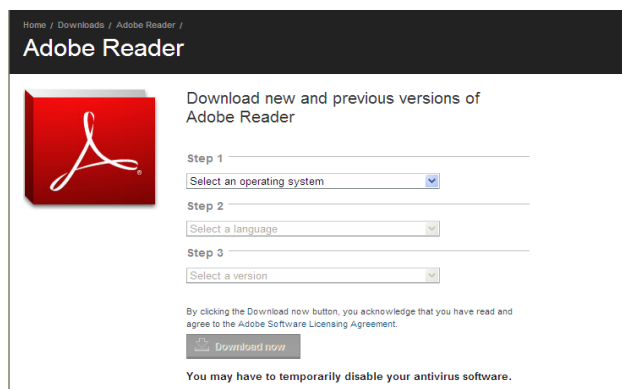 Home / Downloads / Adobe Reader /
Adobe Reader
Download new and previous versions of
Adobe Reader
Step 1
Select an operating system
Step 2
Select a language
Step 3
Select a version
By clicking the Download now button, you acknowledge that you have read and
agree to the Adobe Software Licensing Agreement.
Download now
You may have to temporarily disable your antivirus software.